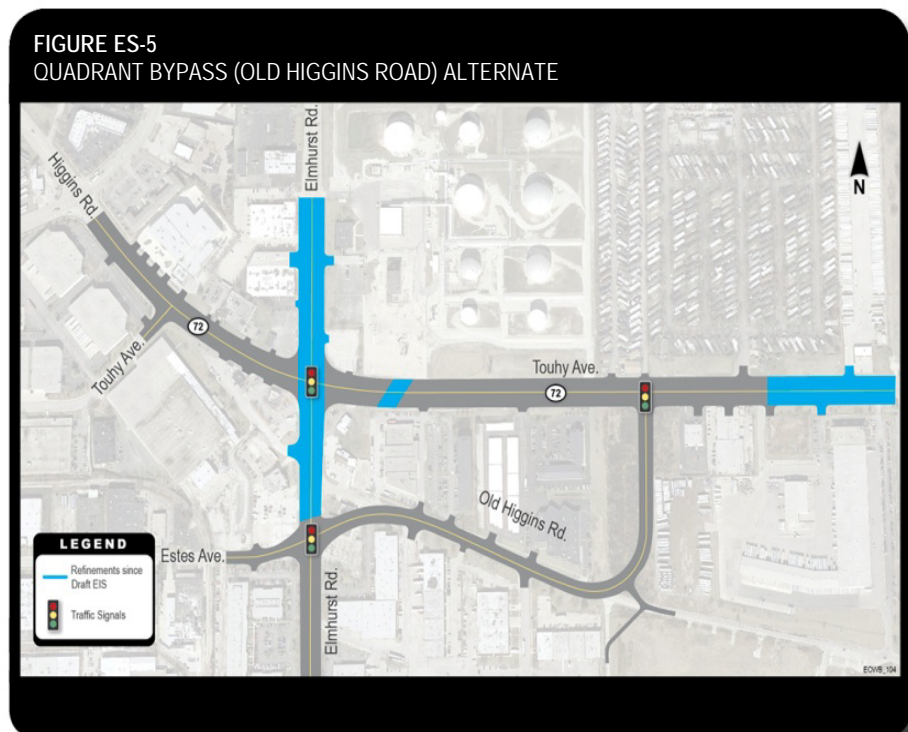 FIGURE ES-5
QUADRANT BYPASS (OLD HIGGINS ROAD) ALTERNATE
Elmhurst Rd.
Higgins Rd.
N
72
Touhy Ave.
Touhy Ave.
72
Old Higgins Rd.
Estes Ave.
Elmhurst Rd.
LEGEND
Refinements since
Draft EIS
Traffic Signals
EOWB_104